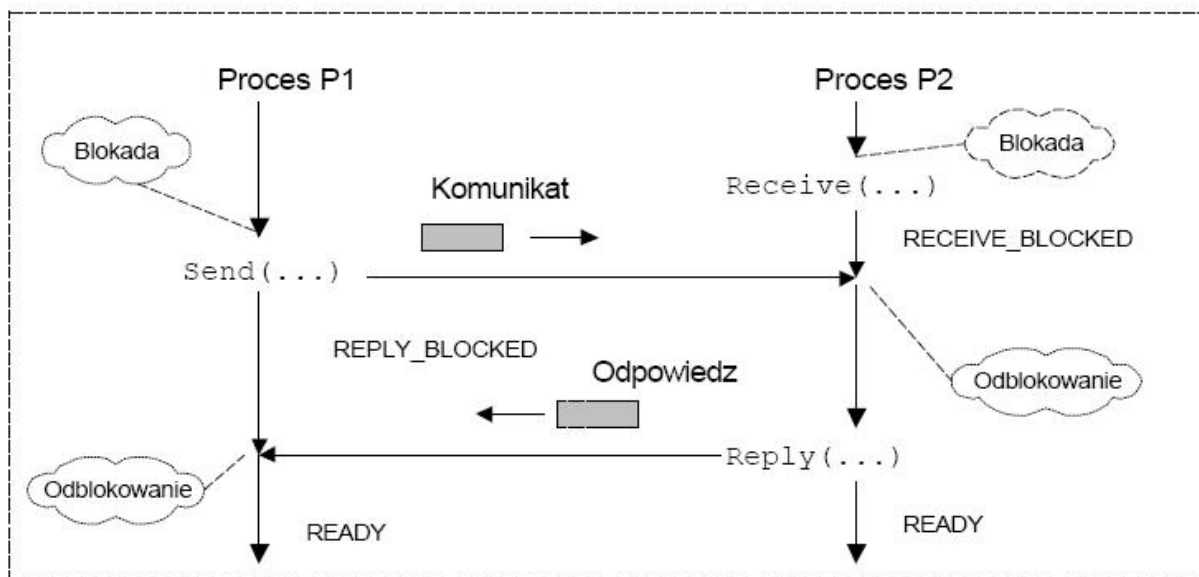 Proces P1
Proces P2
Blokada
Blokada
Komunikat
Receive(...)
RECEIVE_BLOCKED
Send(...)
REPLY_BLOCKED
Odpowiedz
Odblokowanie
Reply(...)
Odblokowanie
READY
READY